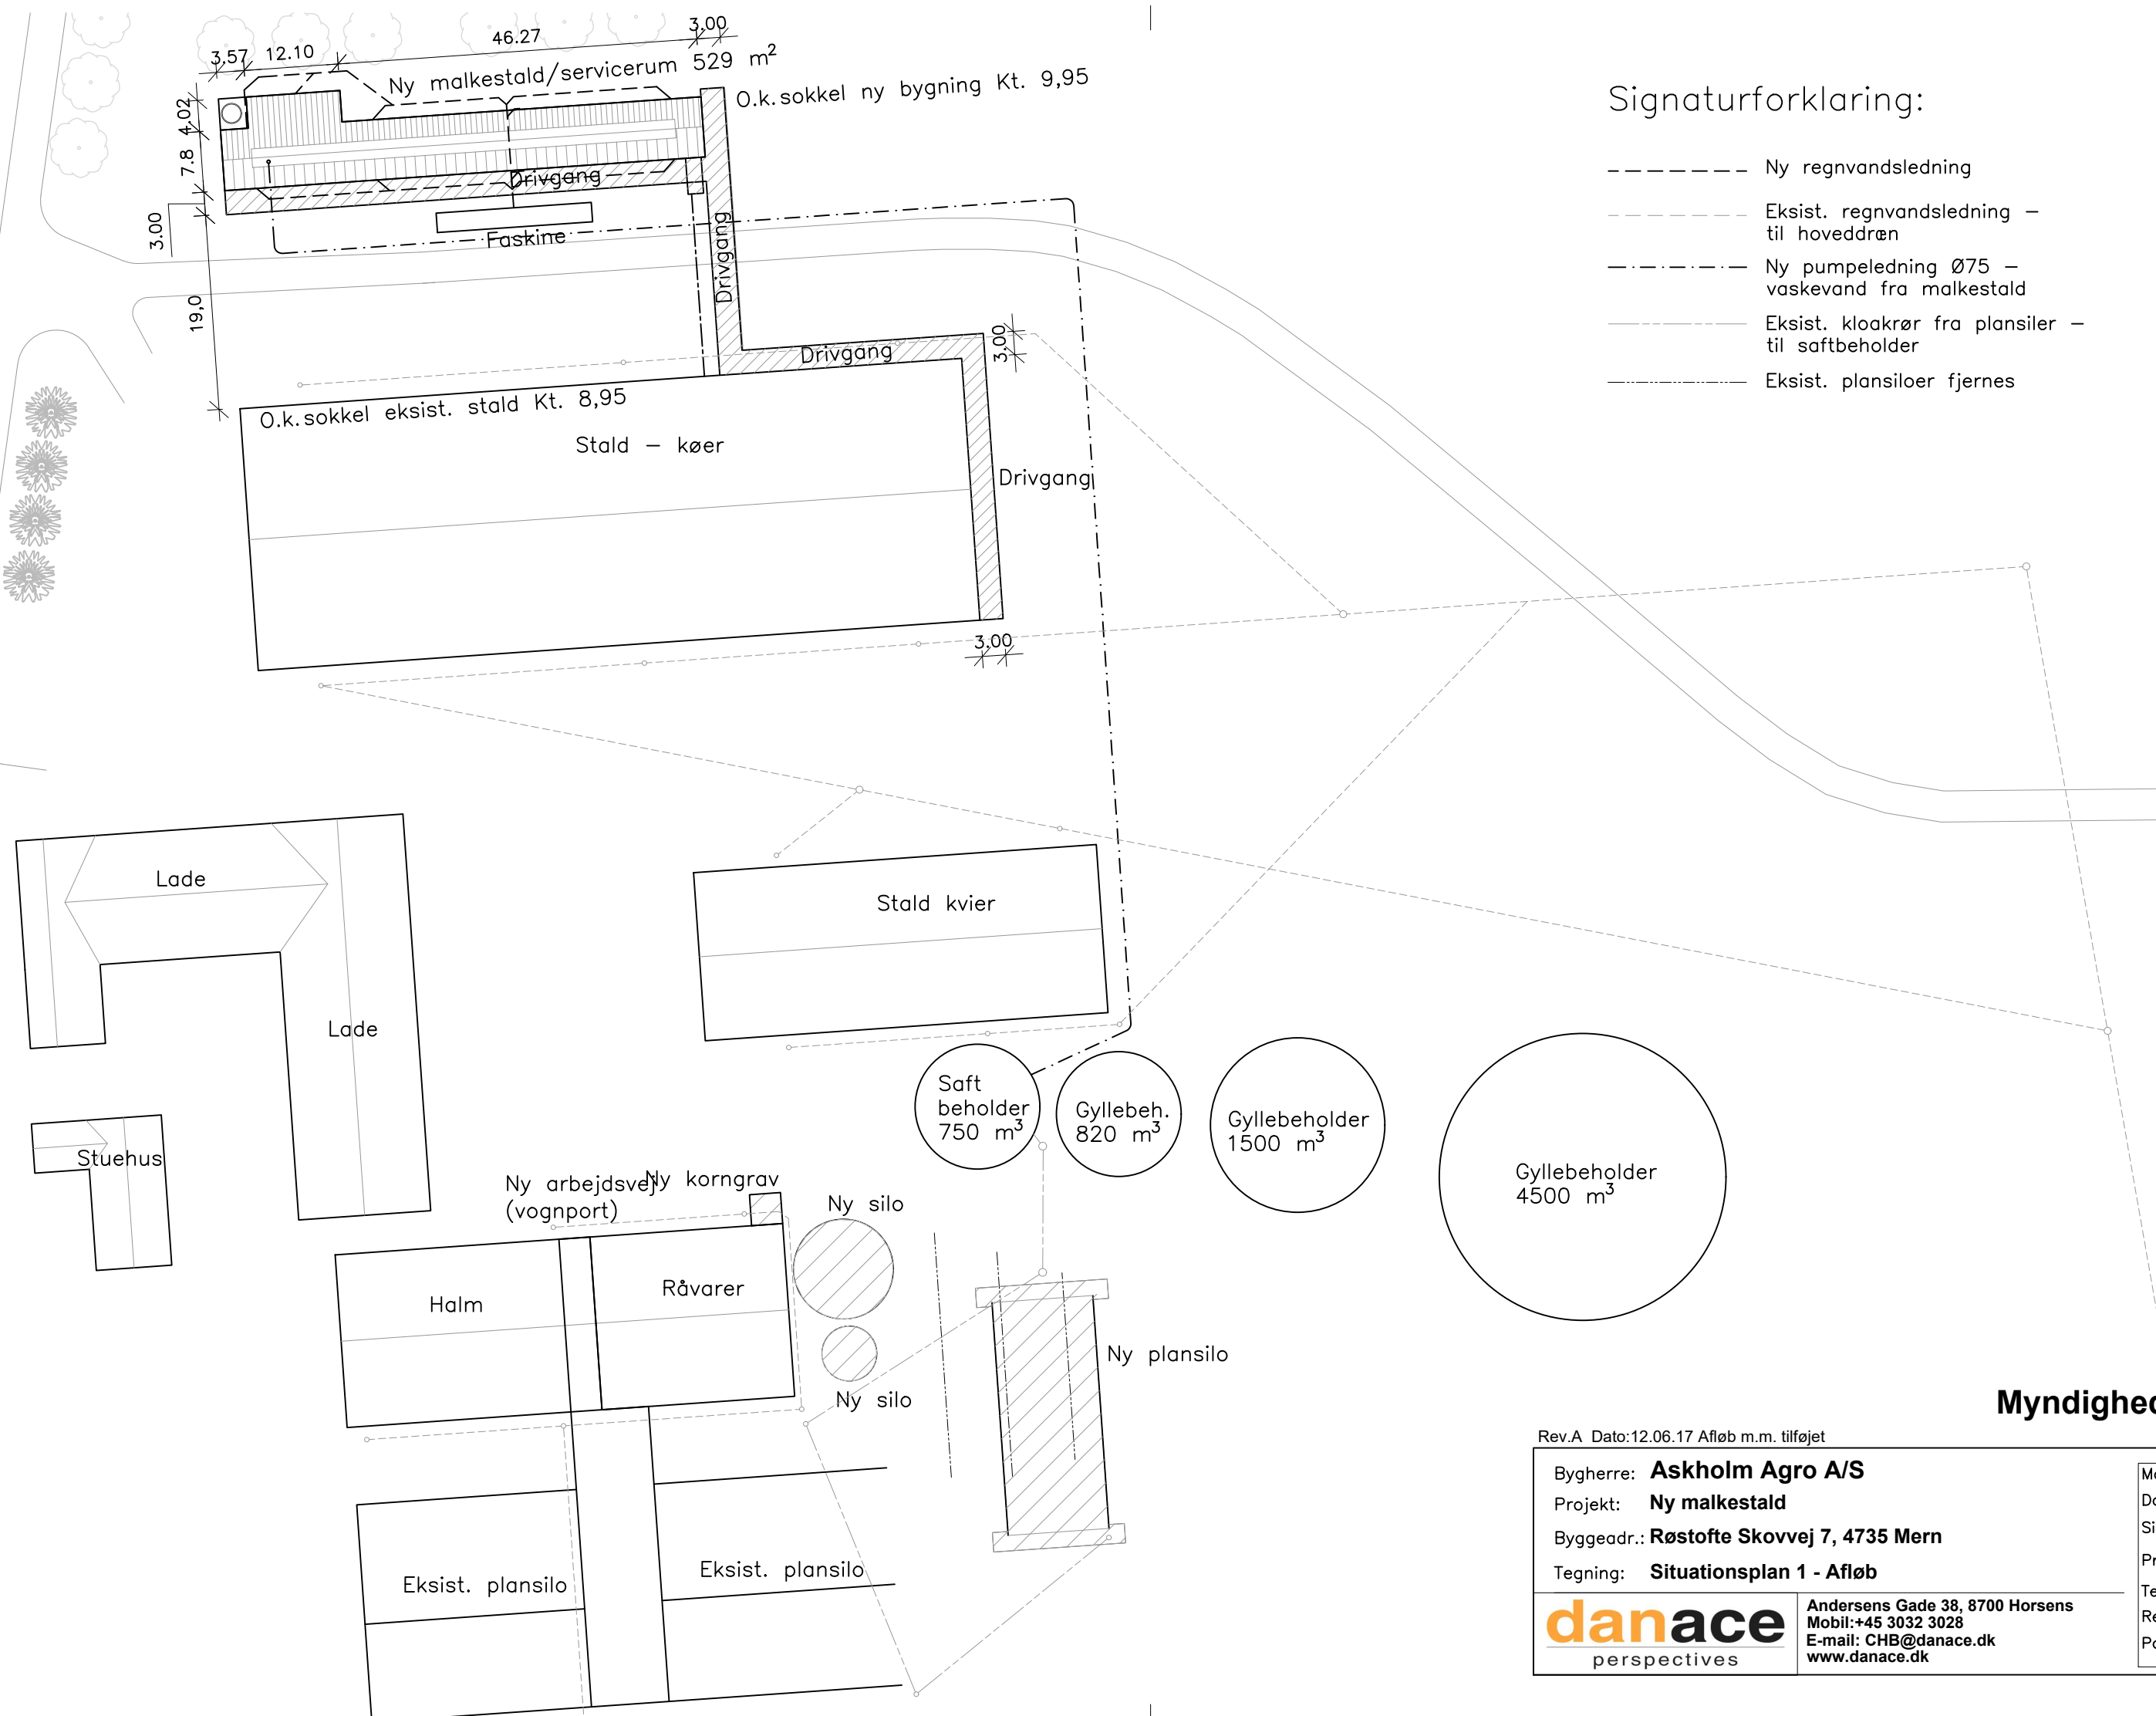 3.57
12.10
46.27
3.00
Ny malkestald/servicerum 529 m²
O.k.sokkel ny bygning Kt. 9,95
4,02
7.8
3.00
19,0
Drivgang
Faskine
Drivgang
Drivgang
3,00
O.k.sokkel eksist. stald Kt. 8,95
Stald – køer
Drivgang
3,00
Signaturforklaring:
Ny regnvandsledning
Eksist. regnvandsledning –
til hoveddræn
Ny pumpeledning Ø75 –
vaskevand fra malkestald
Eksist. kloakrør fra plansiler –
til saftbeholder
Eksist. plansiloer fjernes
Lade
Lade
Stuehus
Stald kvier
Saft
beholder
750 m³
Gyllebeh.
820 m³
Gyllebeholder
1500 m³
Gyllebeholder
4500 m³
Ny arbejdsvej
(vognport)
Ny korngrav
Ny silo
Halm
Råvarer
Ny silo
Ny plansilo
Eksist. plansilo
Eksist. plansilo
Rev.A Dato:12.06.17 Afløb m.m. tilføjet
Bygherre: Askholm Agro A/S
Projekt: Ny malkestald
Byggeadr.: Røstofte Skovvej 7, 4735 Mern
Tegning: Situationsplan 1 - Afløb
danace
perspectives
Andersens Gade 38, 8700 Horsens
Mobil:+45 3032 3028
E-mail: CHB@danace.dk
www.danace.dk